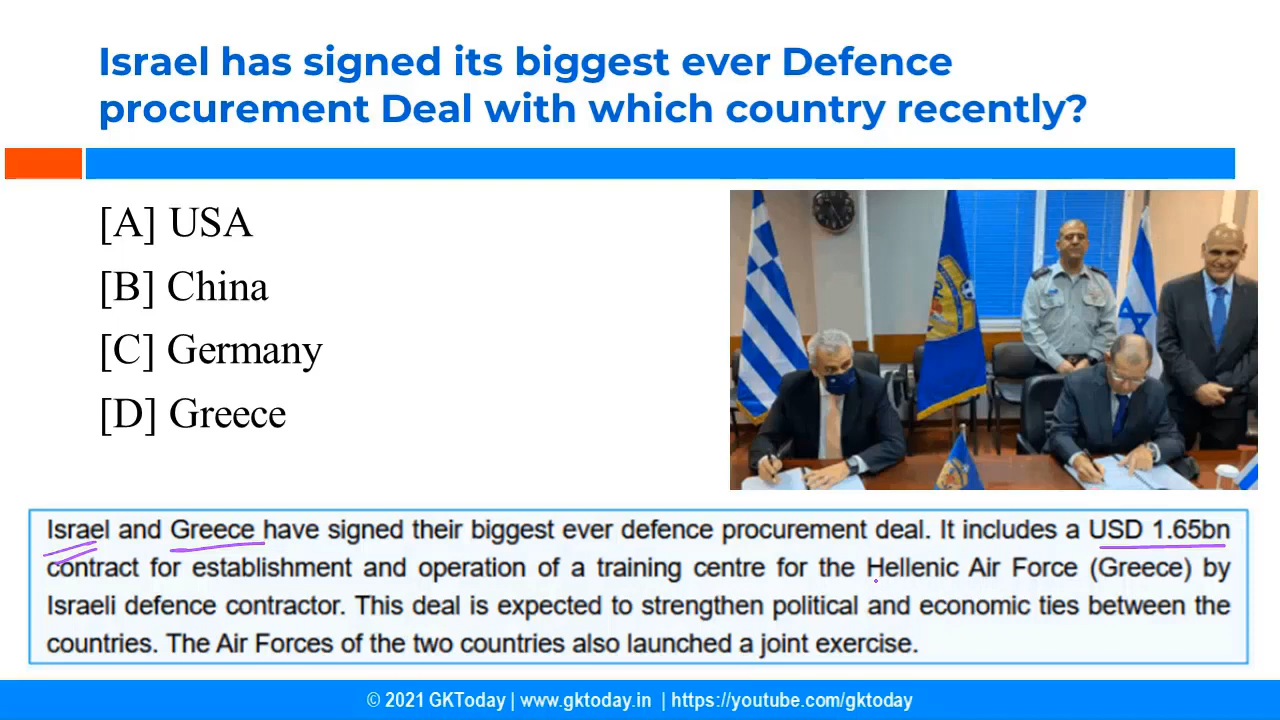 Israel has signed its biggest ever Defence
procurement Deal with which country recently?
[A] USA
[B] China
[C] Germany
[D] Greece
Israel and Greece have signed their biggest ever defence procurement deal. It includes a USD 1.65bn
contract for establishment and operation of a training centre for the Hellenic Air Force (Greece) by
Israeli defence contractor. This deal is expected to strengthen political and economic ties between the
countries. The Air Forces of the two countries also launched a joint exercise.
© 2021 GKToday | www.gktoday.in | https://youtube.com/gktoday